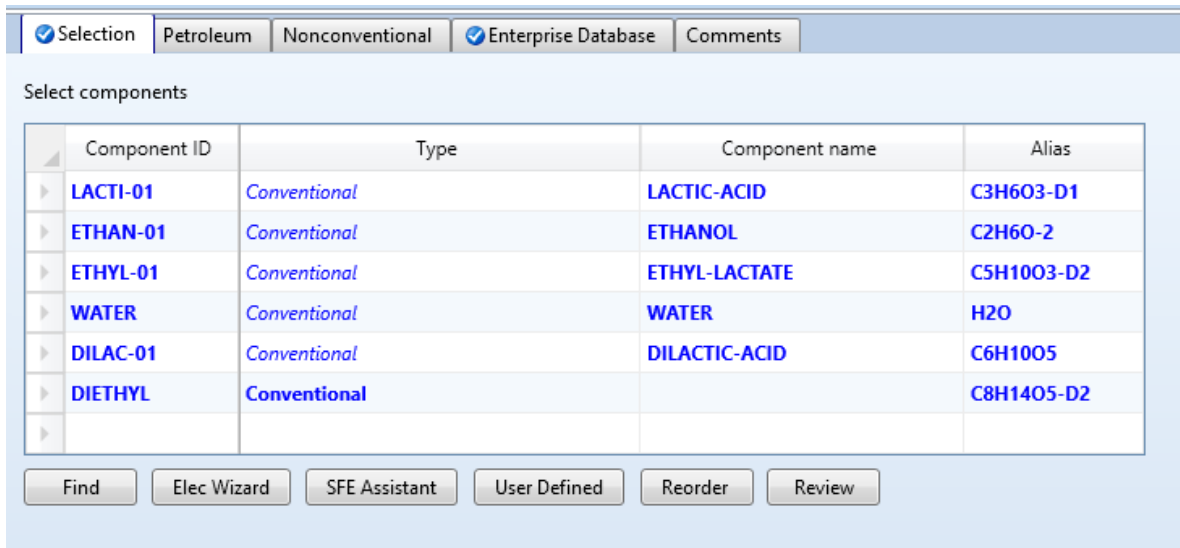 Selection Petroleum Nonconventional Enterprise Database Comments
Select components
Component ID Type Component name Alias
LACTI-01 Conventional LACTIC-ACID C3H6O3-D1
ETHAN-01 Conventional ETHANOL C2H6O-2
ETHYL-01 Conventional ETHYL-LACTATE C5H10O3-D2
WATER Conventional WATER H2O
DILAC-01 Conventional DILACTIC-ACID C6H10O5
DIETHYL Conventional C8H14O5-D2
Find Elec Wizard SFE Assistant User Defined Reorder Review